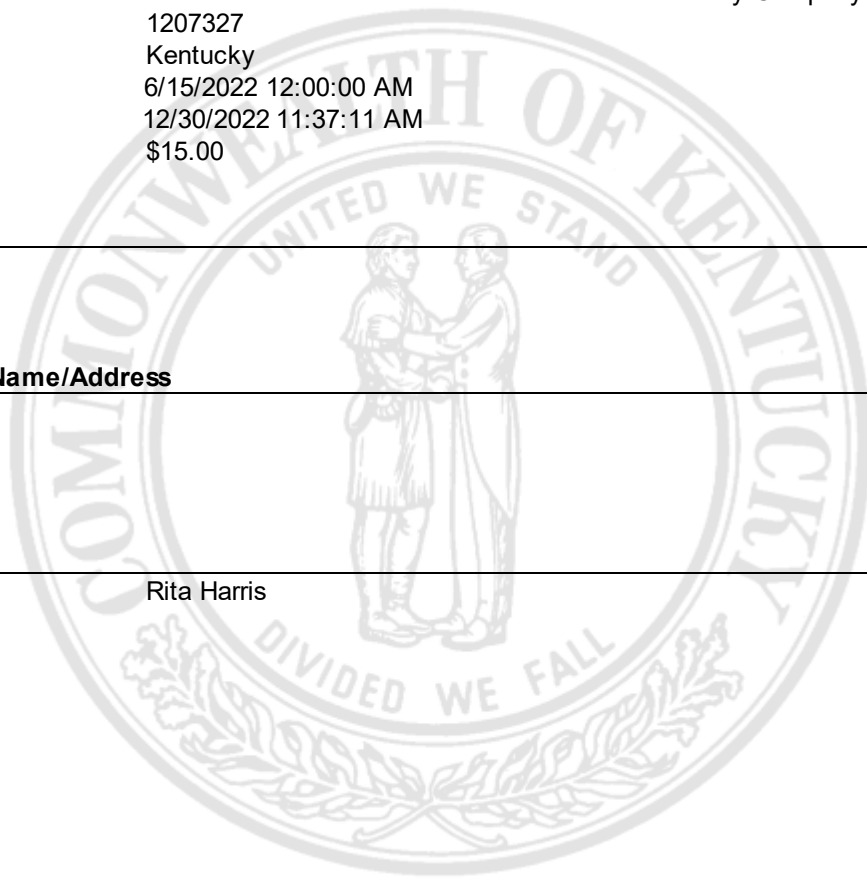 1207327
Kentucky
6/15/2022 12:00:00 AM
12/30/2022 11:37:11 AM
$15.00
COMMONWEALTH OF KENTUCKY
UNITED WE STAND
Name/Address
Rita Harris
DIVIDED WE FALL